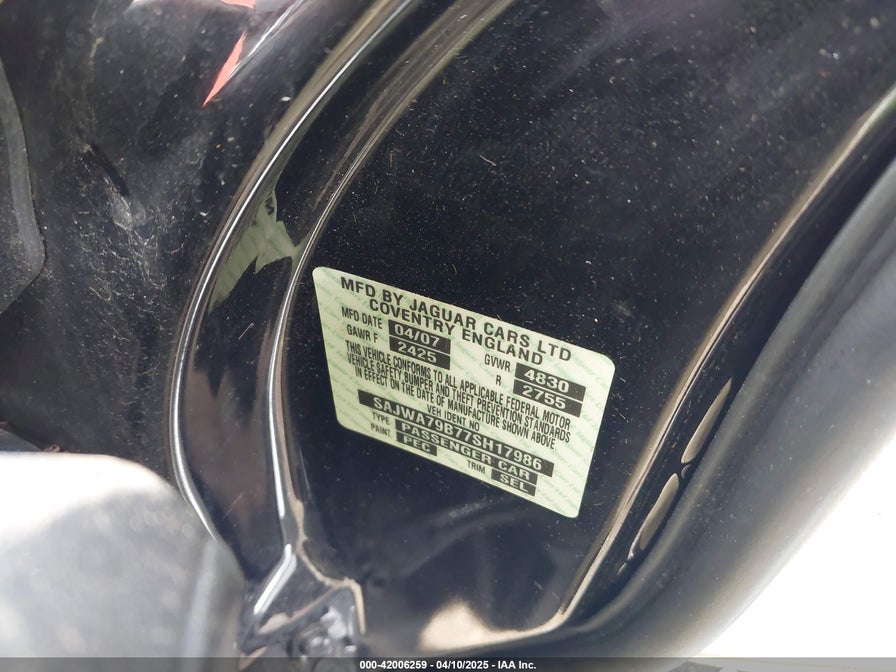 MFD BY JAGUAR CARS LTD
COVENTRY ENGLAND
MFD DATE 04/07 GVWR 4830
GAWR F 2425 R 2755
THIS VEHICLE CONFORMS TO ALL APPLICABLE FEDERAL MOTOR
VEHICLE SAFETY, BUMPER AND THEFT PREVENTION STANDARDS
IN EFFECT ON THE DATE OF MANUFACTURE SHOWN ABOVE
VEH IDENT NO
SAJWA79B77SH17986
TYPE PASSENGER CAR
PAINT PEC TRIM SEL
000-42006259 - 04/10/2025 - IAA Inc.